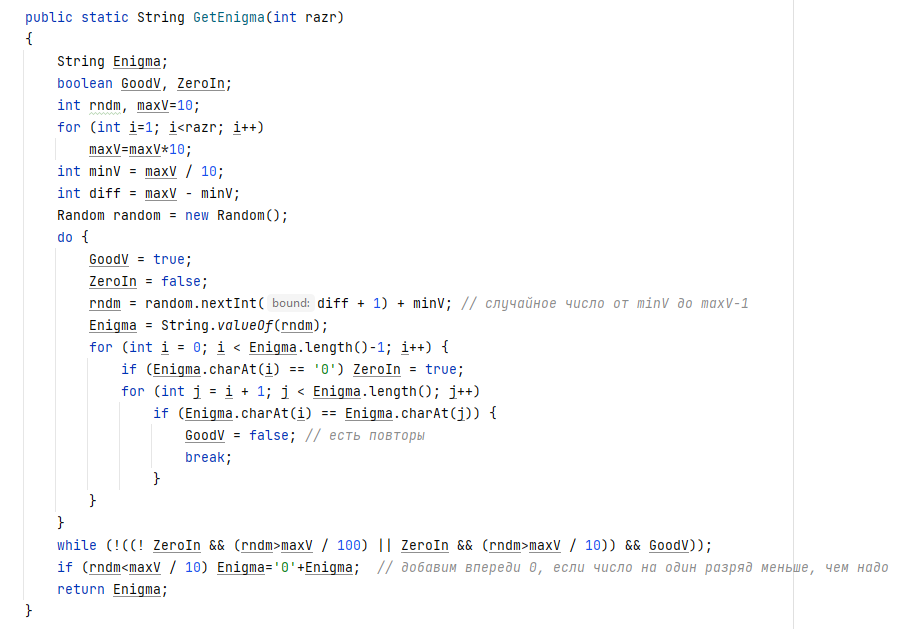 public static String GetEnigma(int razr)
{
    String Enigma;
    boolean GoodV, ZeroIn;
    int rndm, maxV=10;
    for (int i=1; i<razr; i++)
        maxV=maxV*10;
    int minV = maxV / 10;
    int diff = maxV - minV;
    Random random = new Random();
    do {
        GoodV = true;
        ZeroIn = false;
        rndm = random.nextInt( bound: diff + 1) + minV; // случайное число от minV до maxV-1
        Enigma = String.valueOf(rndm);
        for (int i = 0; i < Enigma.length()-1; i++) {
            if (Enigma.charAt(i) == '0') ZeroIn = true;
            for (int j = i + 1; j < Enigma.length(); j++)
                if (Enigma.charAt(i) == Enigma.charAt(j)) {
                    GoodV = false; // есть повторы
                    break;
                }
        }
    }
    while (!((! ZeroIn && (rndm>maxV / 100) || ZeroIn && (rndm>maxV / 10)) && GoodV));
    if (rndm<maxV / 10) Enigma='0'+Enigma;  // добавим впереди 0, если число на один разряд меньше, чем надо
    return Enigma;
}